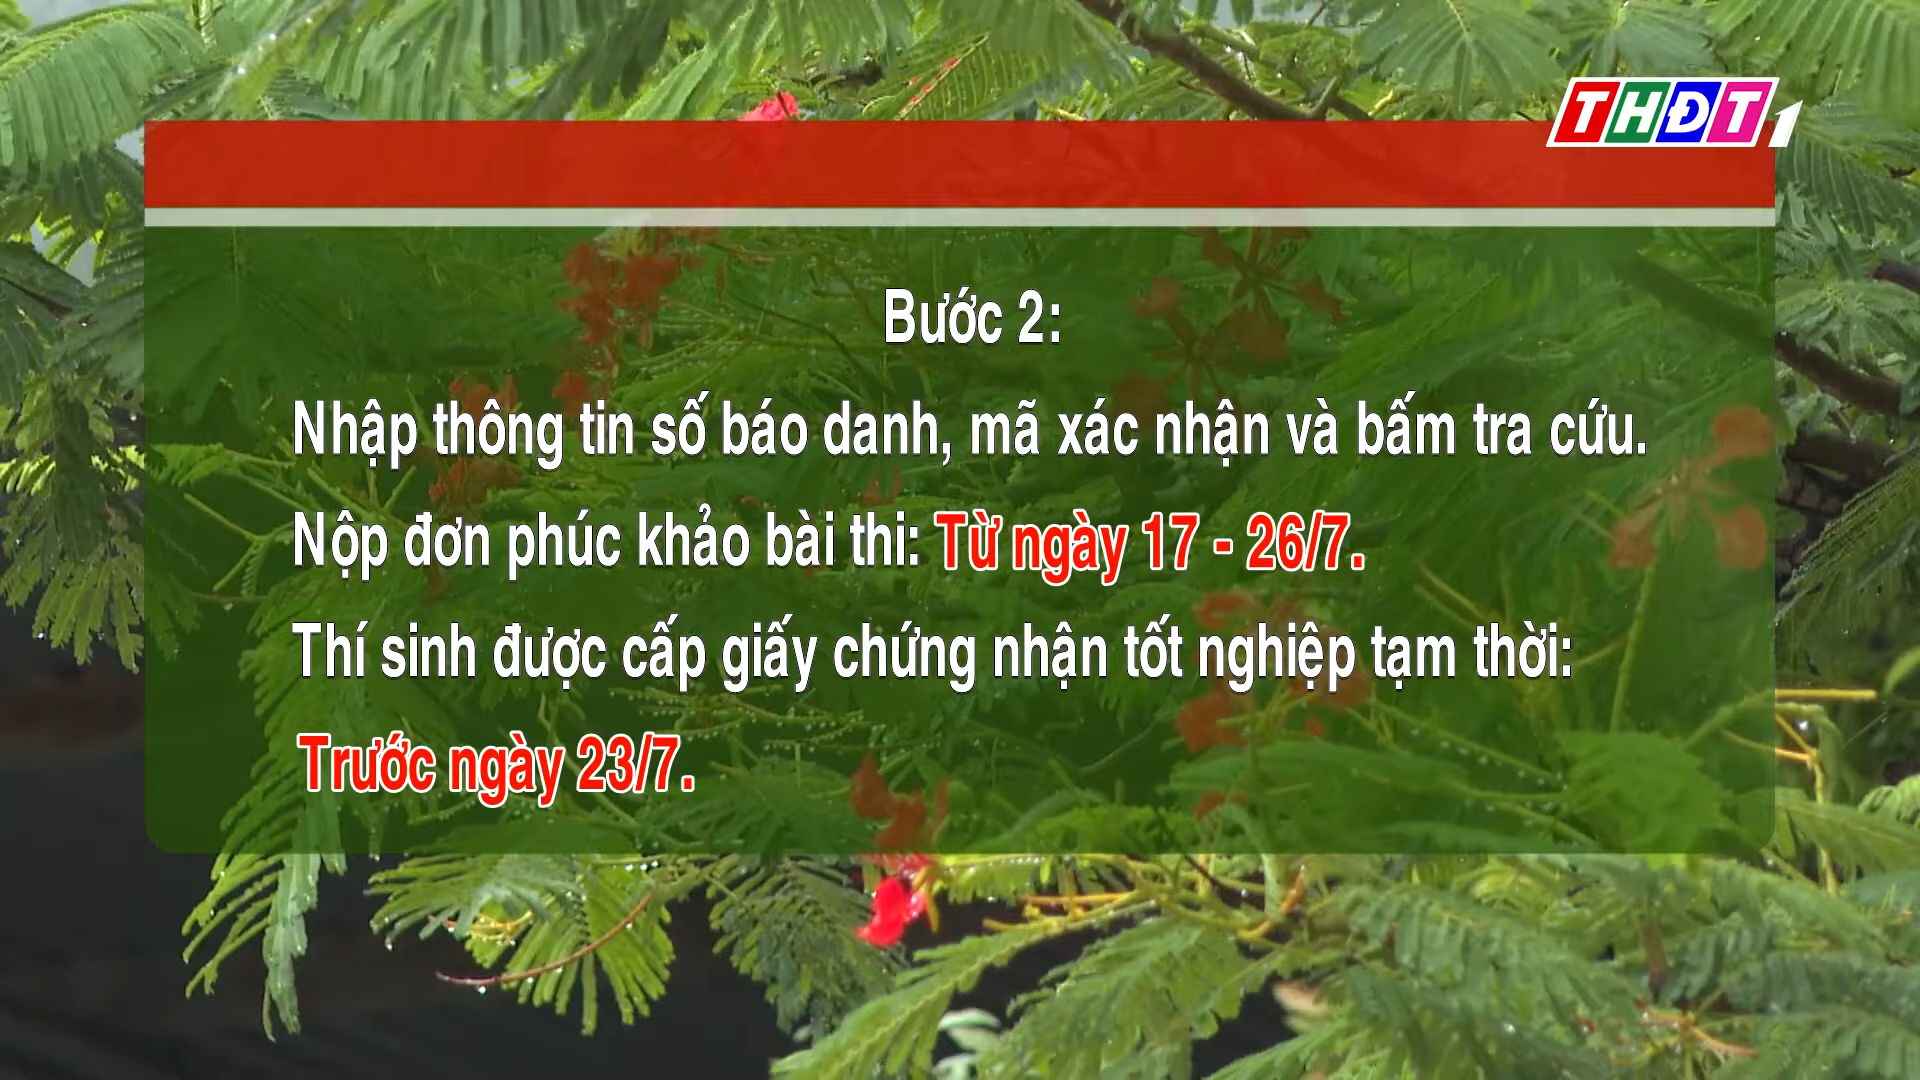 THĐT1
Bước 2:
Nhập thông tin số báo danh, mã xác nhận và bấm tra cứu.
Nộp đơn phúc khảo bài thi: Từ ngày 17 - 26/7.
Thí sinh được cấp giấy chứng nhận tốt nghiệp tạm thời:
Trước ngày 23/7.